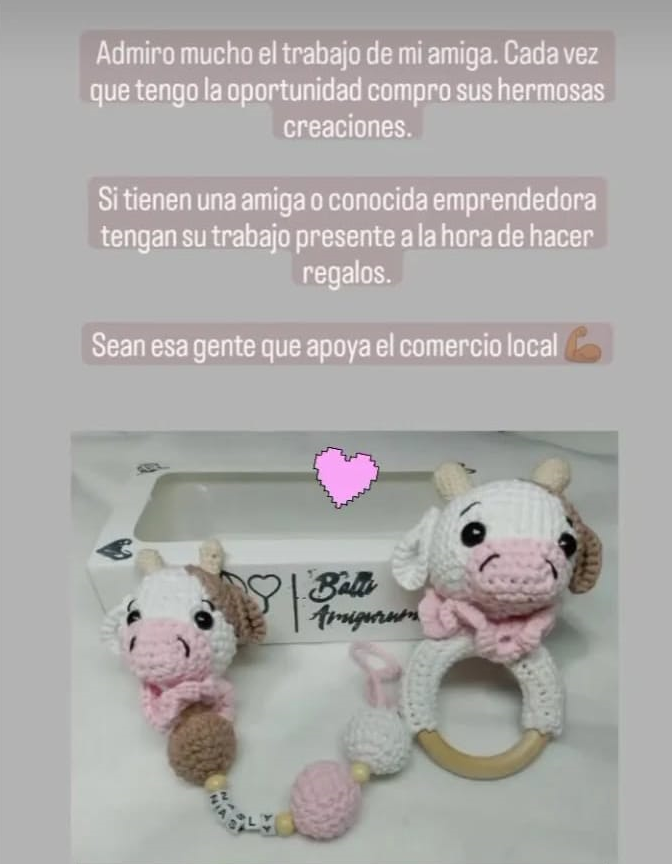 Admiro mucho el trabajo de mi amiga. Cada vez
que tengo la oportunidad compro sus hermosas
creaciones.
Si tienen una amiga o conocida emprendedora
tengan su trabajo presente a la hora de hacer
regalos.
Sean esa gente que apoya el comercio local 💪🏽